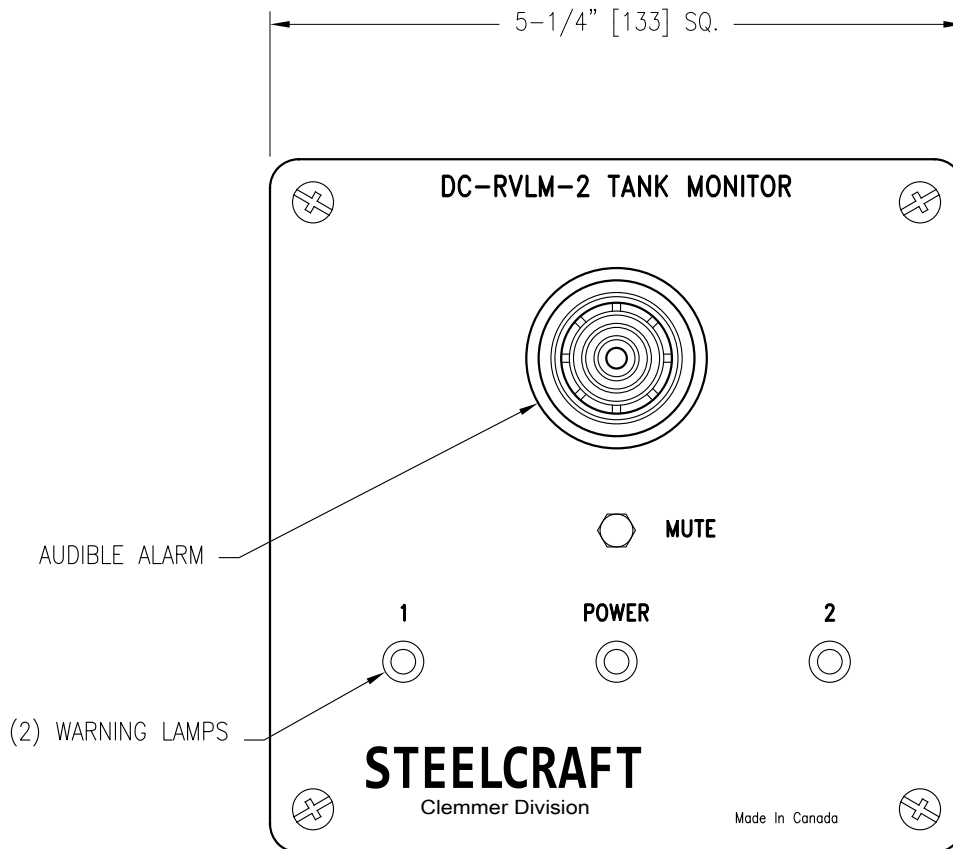 5-1/4" [133] SQ.
DC-RVLM-2 TANK MONITOR
AUDIBLE ALARM
MUTE
1 POWER 2
(2) WARNING LAMPS
STEELCRAFT
Clemmer Division
Made In Canada